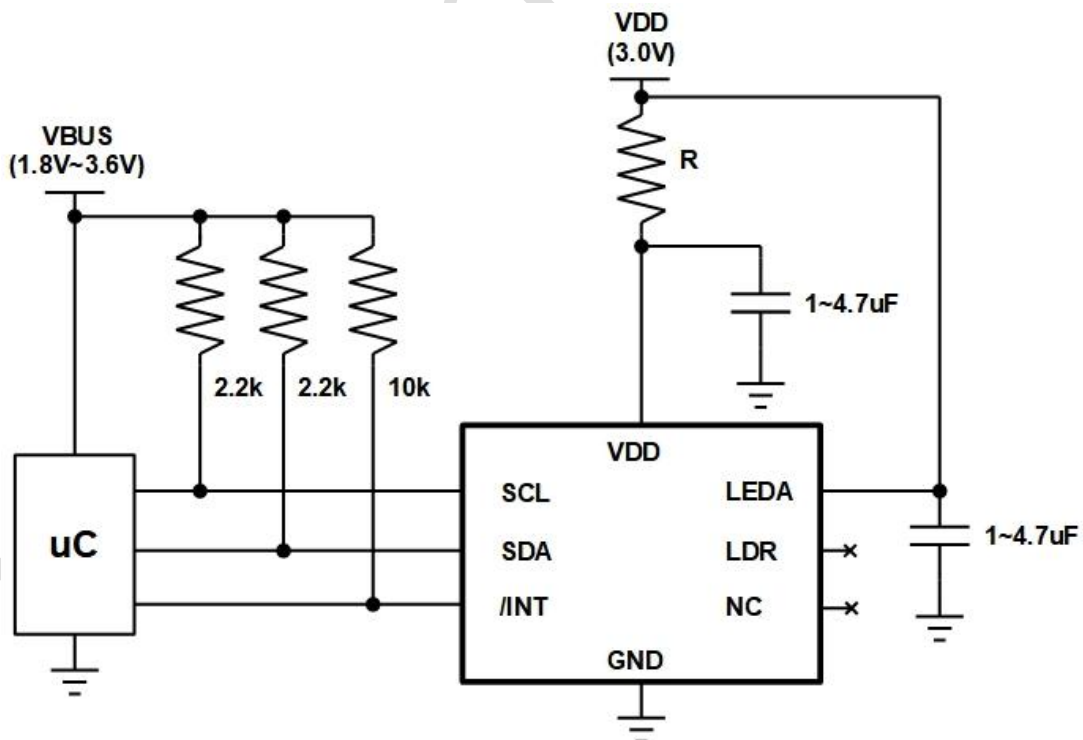 VDD
(3.0V)
VBUS
(1.8V~3.6V)
R
1~4.7uF
2.2k
2.2k
10k
VDD
SCL
LEDA
uC
SDA
LDR
1~4.7uF
/INT
NC
GND